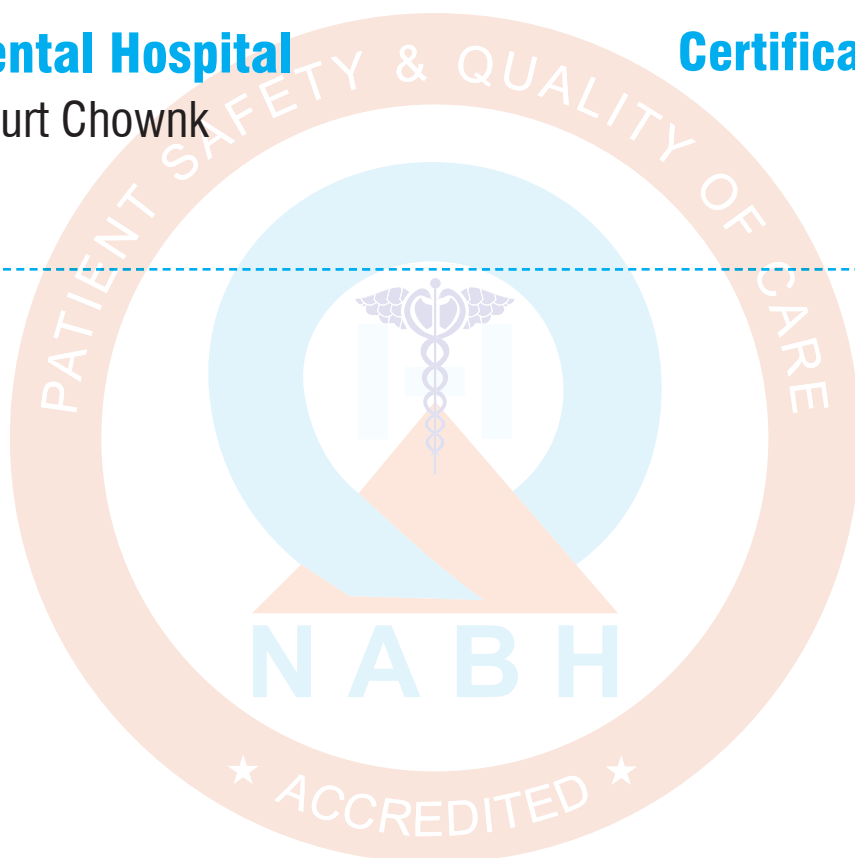 ental Hospital
Certifica
urt Chownk
PATIENT SAFETY & QUALITY OF CARE
H
NABH
★ ACCREDITED ★